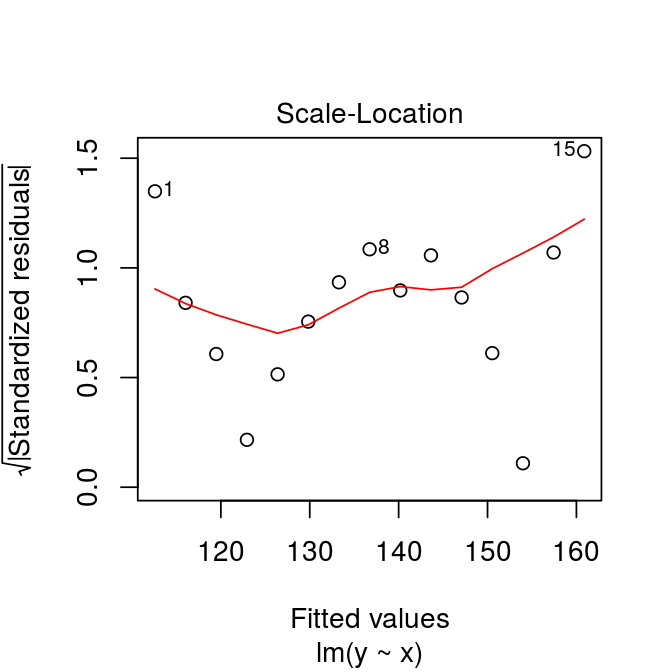 Scale-Location
√|Standardized residuals|
1.5
1.0
0.5
0.0
1
8
15
120 130 140 150 160
Fitted values
lm(y ~ x)